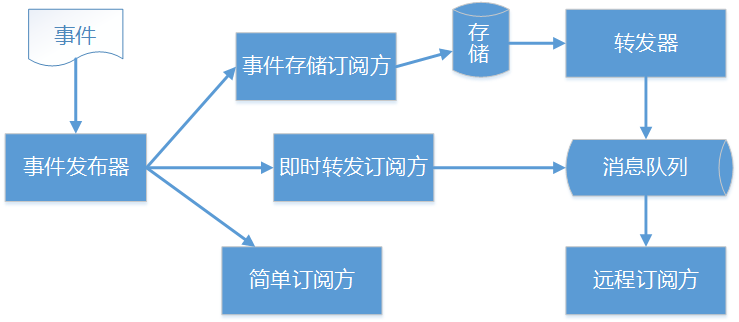 事件
事件存储订阅方
存
储
转发器
事件发布器
即时转发订阅方
消息队列
简单订阅方
远程订阅方